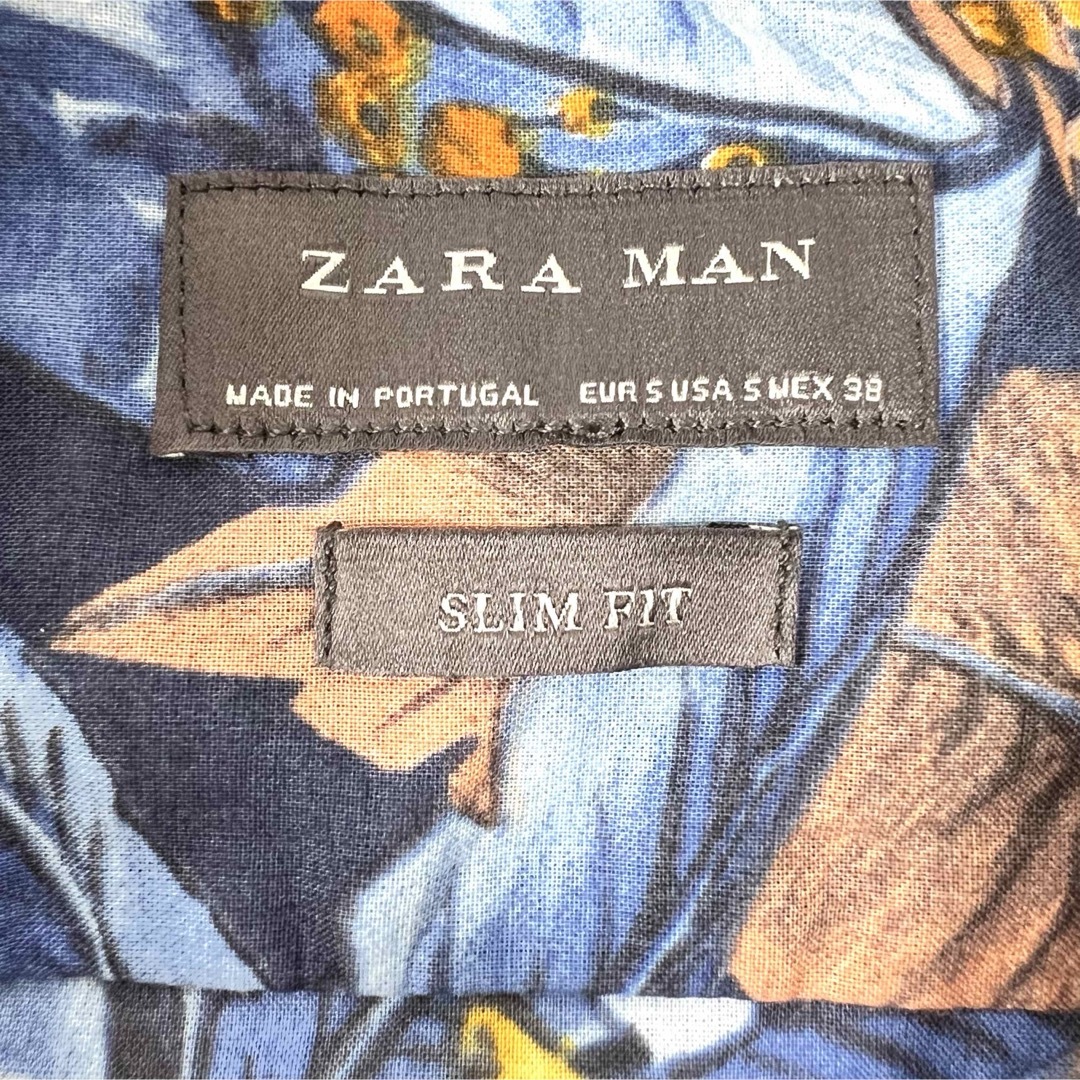 ZARA MAN
MADE IN PORTUGAL EUR S USA S MEX 38
SLIM FIT